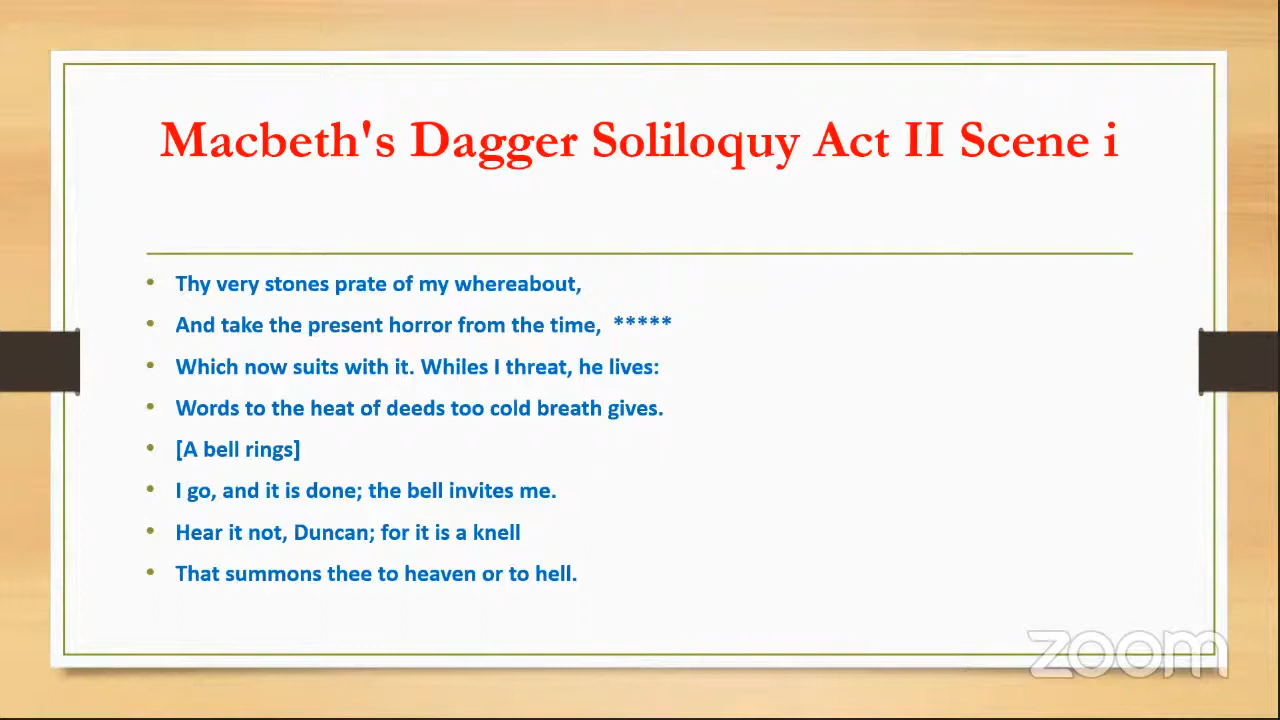 Macbeth's Dagger Soliloquy Act II Scene i
• Thy very stones prate of my whereabout,
• And take the present horror from the time, *****
• Which now suits with it. Whiles I threat, he lives:
• Words to the heat of deeds too cold breath gives.
• [A bell rings]
• I go, and it is done; the bell invites me.
• Hear it not, Duncan; for it is a knell
• That summons thee to heaven or to hell.
zoom